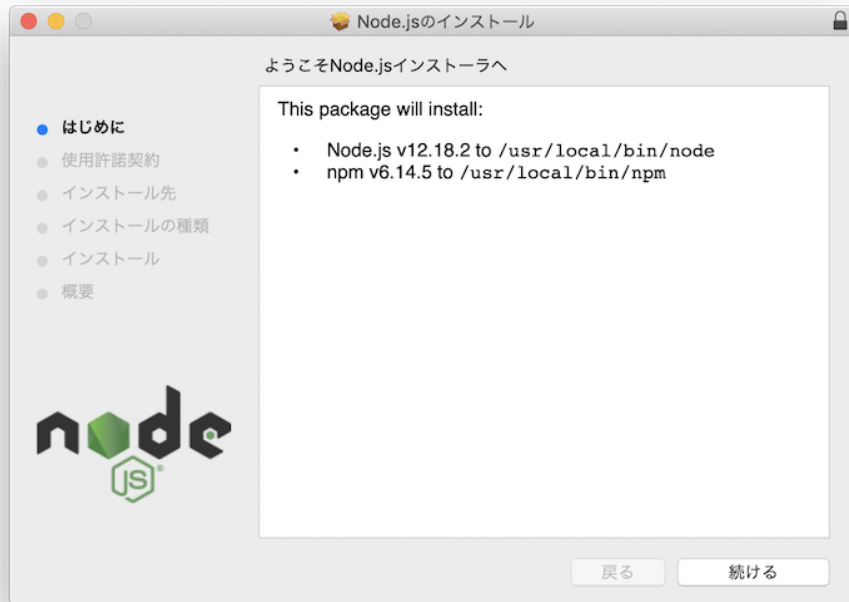 Node.jsのインストール
ようこそNode.jsインストーラへ
はじめに
使用許諾契約
インストール先
インストールの種類
インストール
概要
This package will install:
• Node.js v12.18.2 to /usr/local/bin/node
• npm v6.14.5 to /usr/local/bin/npm
node
JS®
戻る
続ける